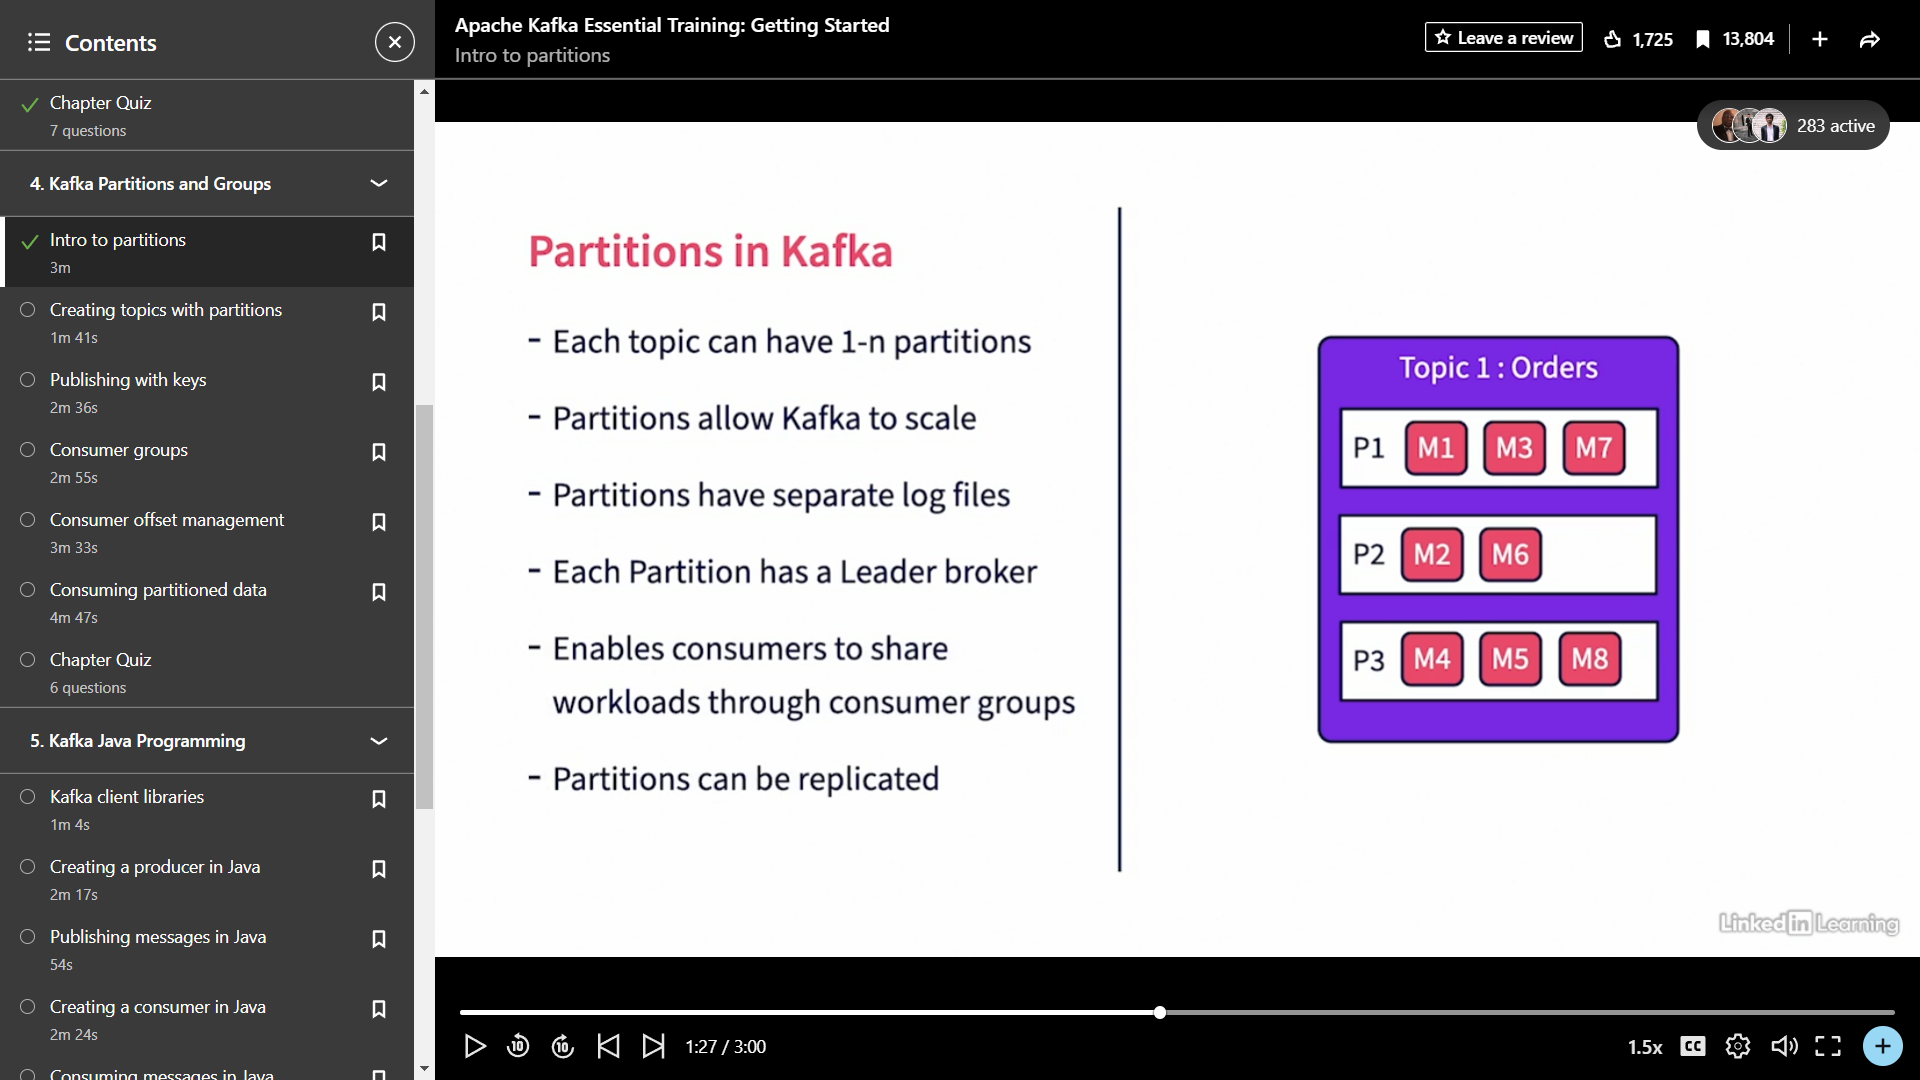 Contents
Chapter Quiz
7 questions
4. Kafka Partitions and Groups
Intro to partitions
3m
Creating topics with partitions
1m 41s
Publishing with keys
2m 36s
Consumer groups
2m 55s
Consumer offset management
3m 33s
Consuming partitioned data
4m 47s
Chapter Quiz
6 questions
5. Kafka Java Programming
Kafka client libraries
1m 4s
Creating a producer in Java
2m 17s
Publishing messages in Java
54s
Creating a consumer in Java
2m 24s
Consuming messages in Java
Apache Kafka Essential Training: Getting Started
Intro to partitions
Leave a review
1,725
13,804
283 active
Partitions in Kafka
- Each topic can have 1-n partitions
- Partitions allow Kafka to scale
- Partitions have separate log files
- Each Partition has a Leader broker
- Enables consumers to share
workloads through consumer groups
- Partitions can be replicated
Topic 1 : Orders
P1 M1 M3 M7
P2 M2 M6
P3 M4 M5 M8
Linked in Learning
10 10 1:27 / 3:00
1.5x CC